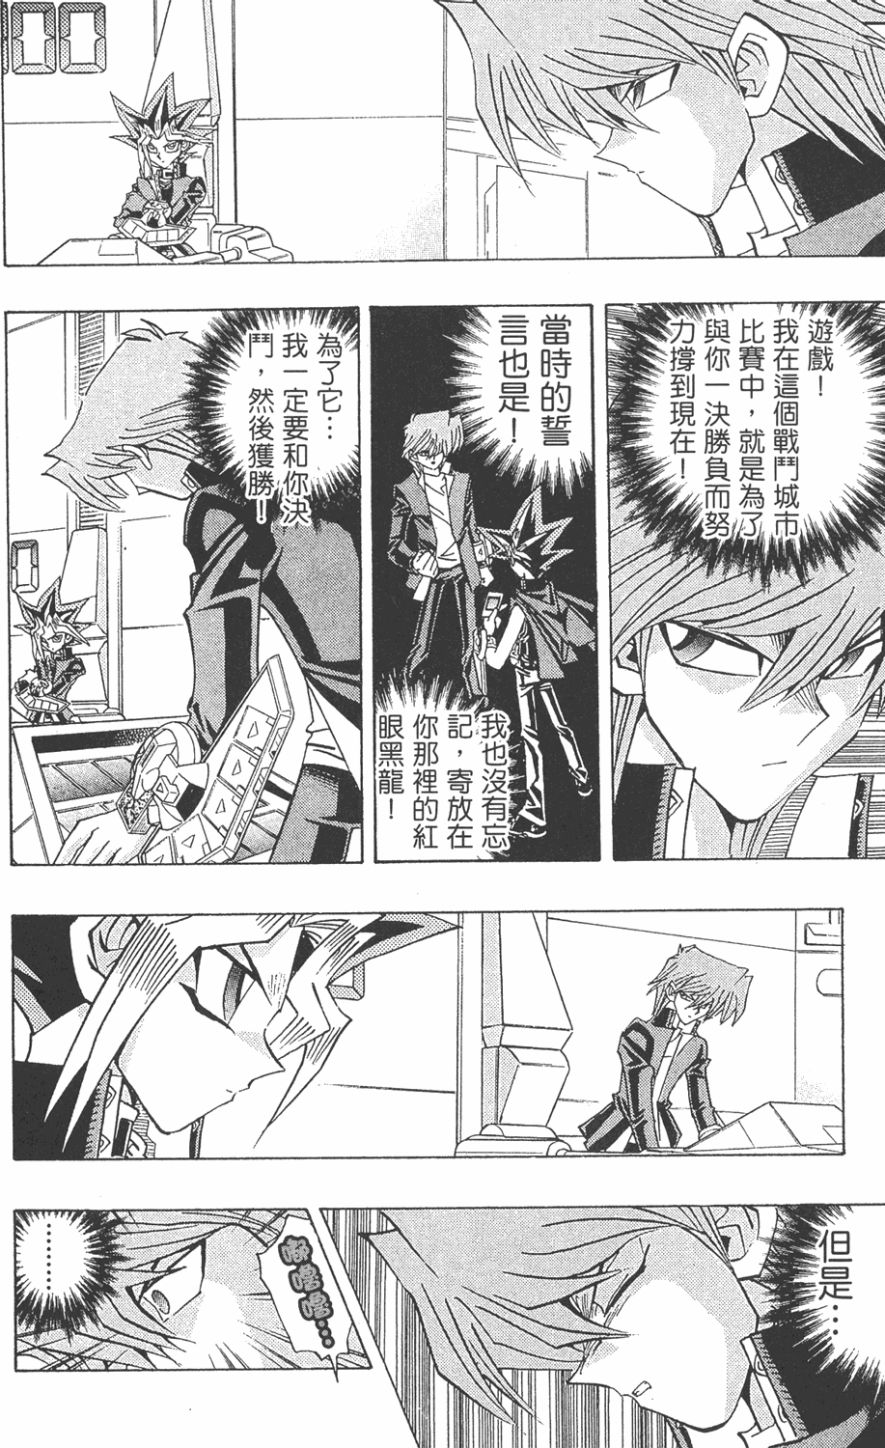 00
遊戲！
我在這個戰鬥城市
比賽中，就是為了
與你一決勝負而努
力撐到現在！
當時的誓
言也是！
我也沒有忘
記，寄放在
你那裡的紅
眼黑龍！
為了它…
我一定要和你決
鬥，然後獲勝！
0
但是…
………